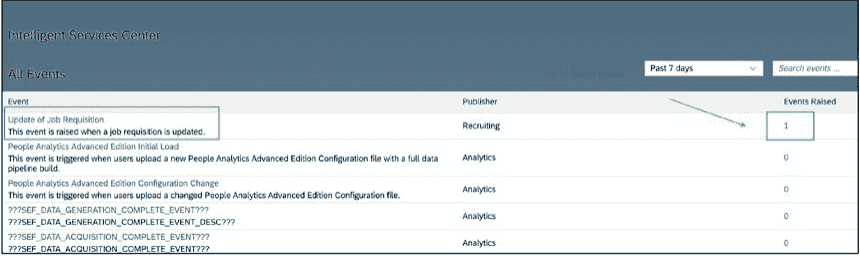 Intelligent Services Center
All Events
Past 7 days
Search events ...
Event Publisher Events Raised
Update of Job Requisition
This event is raised when a job requisition is updated.
Recruiting 1
People Analytics Advanced Edition Initial Load
This event is triggered when users upload a new People Analytics Advanced Edition Configuration file with a full data
pipeline build.
Analytics 0
People Analytics Advanced Edition Configuration Change
This event is triggered when users upload a changed People Analytics Advanced Edition Configuration file.
Analytics 0
???SEF_DATA_GENERATION_COMPLETE_EVENT???
???SEF_DATA_GENERATION_COMPLETE_EVENT_DESC???
Analytics 0
???SEF_DATA_ACQUISITION_COMPLETE_EVENT???
???SEF_DATA_ACQUISITION_COMPLETE_EVENT???
Analytics 0